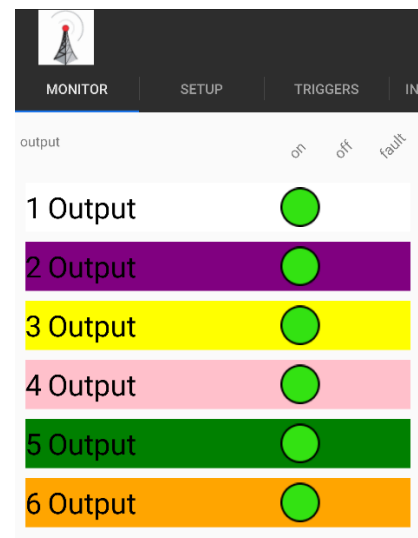 MONITOR SETUP TRIGGERS IN
output on off fault
1 Output
2 Output
3 Output
4 Output
5 Output
6 Output